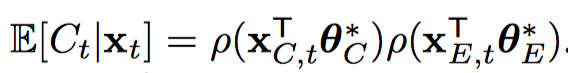 𝔼[C_t|𝐱_t] = ρ(𝐱_{C,t}^⊤ 𝜽_C^*)ρ(𝐱_{E,t}^⊤ 𝜽_E^*).